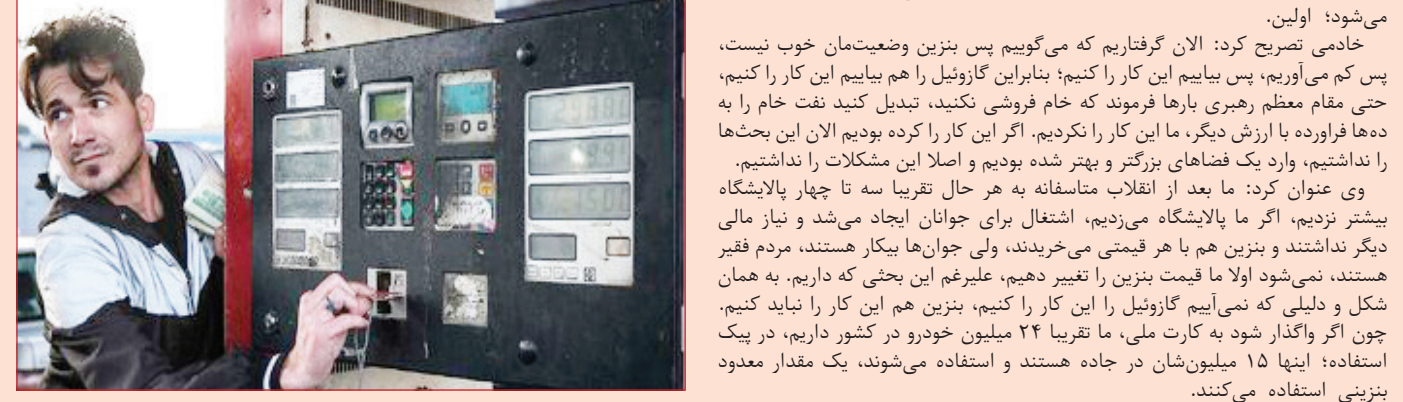 می‌شود؛ اولین.
خادمی تصریح کرد: الان گرفتاریم که می‌گوییم پس بنزین وضعیت‌مان خوب نیست،
پس کم می‌آوریم، پس بیاییم این کار را کنیم؛ بنابراین گازوئیل را هم بیاییم این کار را کنیم،
حتی مقام معظم رهبری بارها فرموند که خام فروشی نکنید، تبدیل کنید نفت خام را به
ده‌ها فراورده با ارزش دیگر، ما این کار را نکردیم. اگر این کار را کرده بودیم الان این بحث‌ها
را نداشتیم، وارد یک فضاهای بزرگتر و بهتر شده بودیم و اصلا این مشکلات را نداشتیم.
وی عنوان کرد: ما بعد از انقلاب متاسفانه به هر حال تقریبا سه تا چهار پالایشگاه
بیشتر نزدیم، اگر ما پالایشگاه می‌زدیم، اشتغال برای جوانان ایجاد می‌شد و نیاز مالی
دیگر نداشتند و بنزین هم با هر قیمتی می‌خریدند، ولی جوان‌ها بیکار هستند، مردم فقیر
هستند، نمی‌شود اولا ما قیمت بنزین را تغییر دهیم، علیرغم این بحثی که داریم. به همان
شکل و دلیلی که نمی‌آییم گازوئیل را این کار را کنیم، بنزین هم این کار را نباید کنیم.
چون اگر واگذار شود به کارت ملی، ما تقریبا ۲۴ میلیون خودرو در کشور داریم، در پیک
استفاده؛ اینها ۱۵ میلیون‌شان در جاده هستند و استفاده می‌شوند، یک مقدار معدود
بنزینی استفاده می‌کنند.